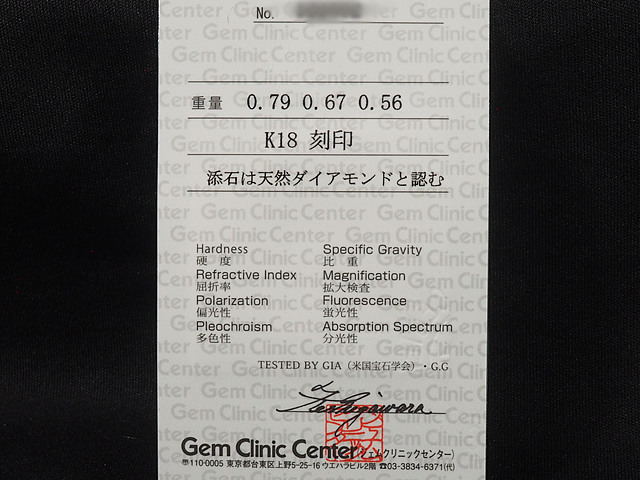 No.
重量 0.79 0.67 0.56
K18 刻印
添石は天然ダイアモンドと認む
Hardness Specific Gravity
硬 度 比 重
Refractive Index Magnification
屈折率 拡大検査
Polarization Fluorescence
偏光性 蛍光性
Pleochroism Absorption Spectrum
多色性 分光性
TESTED BY GIA (米国宝石学会)・G.G
Gem Clinic Center (ジェムクリニックセンター)
〒110-0005 東京都台東区上野5-25-16 ウエハラビル2階 ☎03-3834-6371(代)